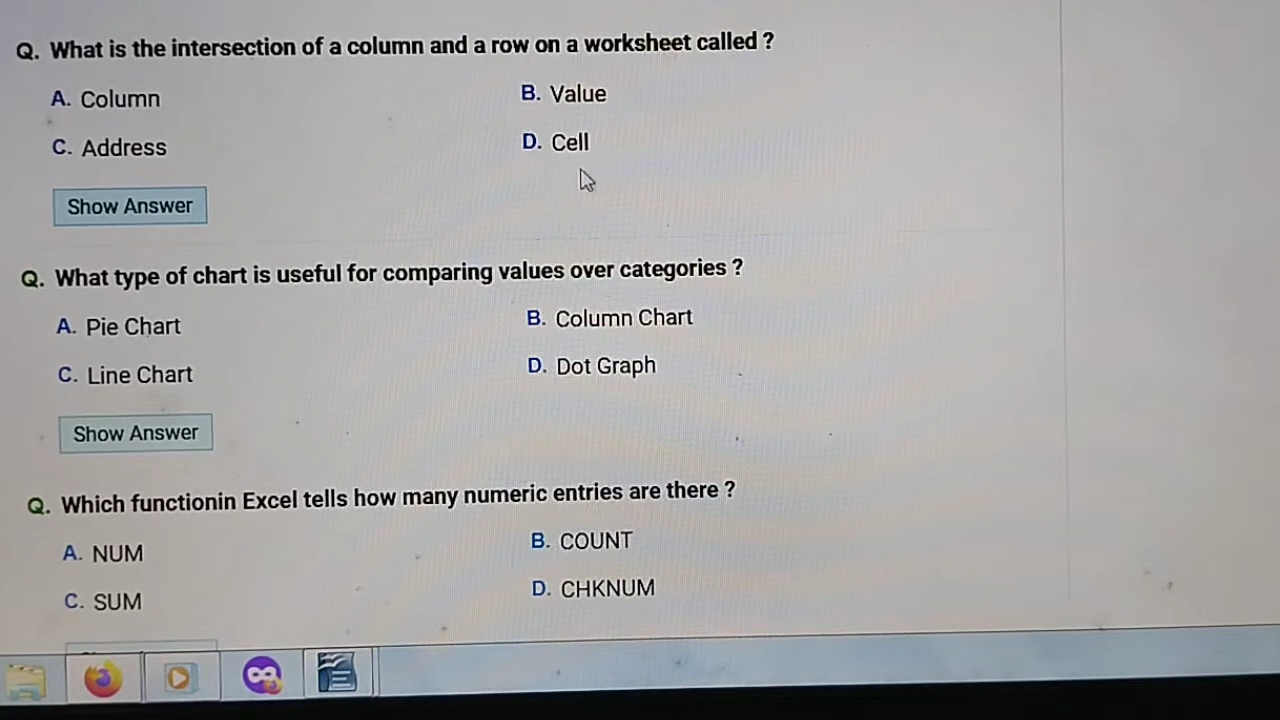 Q. What is the intersection of a column and a row on a worksheet called ?
A. Column
B. Value
C. Address
D. Cell
Show Answer
Q. What type of chart is useful for comparing values over categories ?
A. Pie Chart
B. Column Chart
C. Line Chart
D. Dot Graph
Show Answer
Q. Which functionin Excel tells how many numeric entries are there ?
A. NUM
B. COUNT
C. SUM
D. CHKNUM